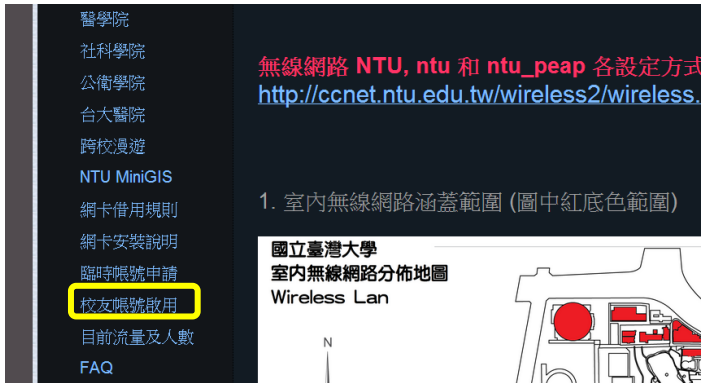 醫學院
社科學院
公衛學院
台大醫院
跨校漫遊
NTU MiniGIS
網卡借用規則
網卡安裝說明
臨時帳號申請
校友帳號啟用
目前流量及人數
FAQ
無線網路 NTU, ntu 和 ntu_peap 各設定方式
http://ccnet.ntu.edu.tw/wireless2/wireless.
1. 室內無線網路涵蓋範圍 (圖中紅底色範圍)
國立臺灣大學
室內無線網路分佈地圖
Wireless Lan
N